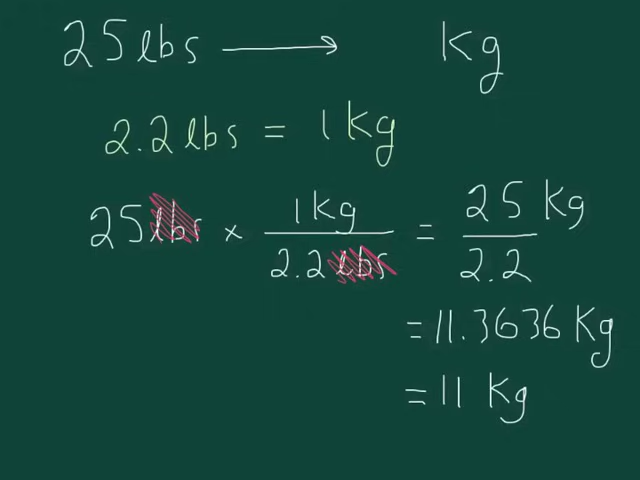 25 lbs ⟶ Kg
2.2 lbs = 1 Kg
25 lbs × 1 Kg / 2.2 lbs = 25 Kg / 2.2
= 11.3636 Kg
= 11 Kg